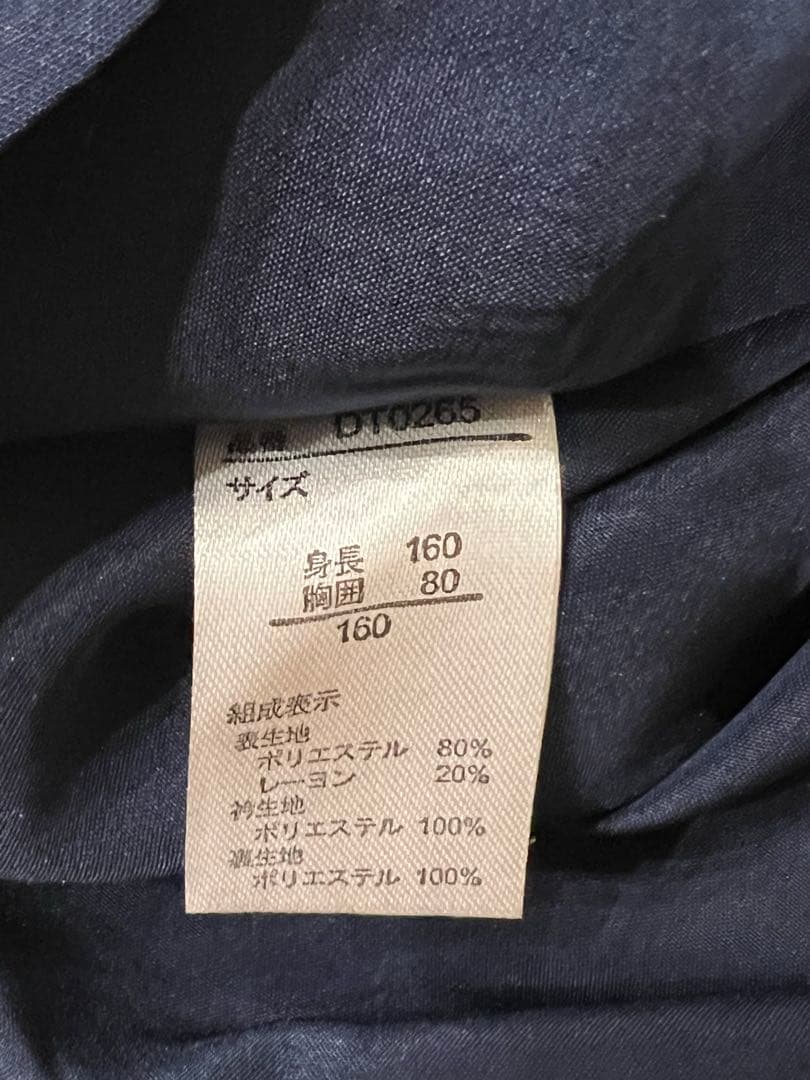 DT0265
サイズ
身長 160
胸囲 80
160
組成表示
表生地
ポリエステル 80%
レーヨン 20%
衿生地
ポリエステル 100%
裏生地
ポリエステル 100%